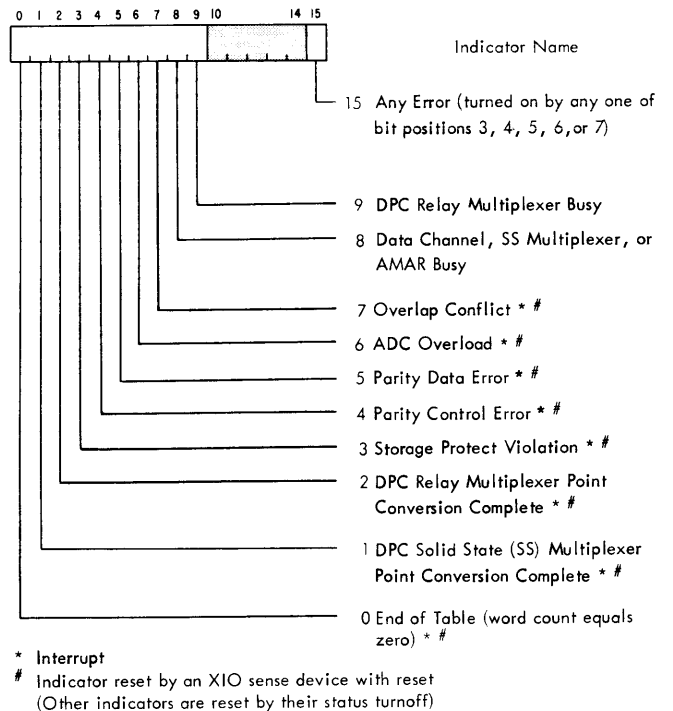 0 1 2 3 4 5 6 7 8 9 10 14 15
Indicator Name
15 Any Error (turned on by any one of
bit positions 3, 4, 5, 6, or 7)
9 DPC Relay Multiplexer Busy
8 Data Channel, SS Multiplexer, or
AMAR Busy
7 Overlap Conflict * #
6 ADC Overload * #
5 Parity Data Error * #
4 Parity Control Error * #
3 Storage Protect Violation * #
2 DPC Relay Multiplexer Point
Conversion Complete * #
1 DPC Solid State (SS) Multiplexer
Point Conversion Complete * #
0 End of Table (word count equals
zero) * #
* Interrupt
# Indicator reset by an XIO sense device with reset
(Other indicators are reset by their status turnoff)